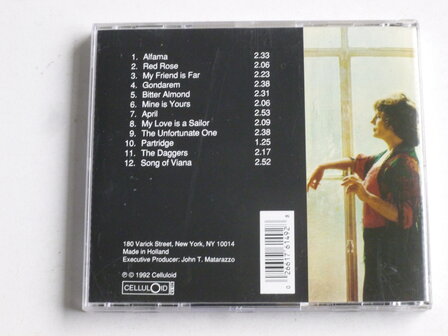 1. Alfama 2.33
2. Red Rose 2.06
3. My Friend is Far 2.23
4. Gondarem 2.38
5. Bitter Almond 2.31
6. Mine is Yours 2.06
7. April 2.53
8. My Love is a Sailor 2.09
9. The Unfortunate One 2.38
10. Partridge 1.25
11. The Daggers 2.17
12. Song of Viana 2.52
180 Varick Street, New York, NY 10014
Made in Holland
Executive Producer: John T. Matarazzo
℗ © 1992 Celluloid
CELLULOID
0 26617 61492 8